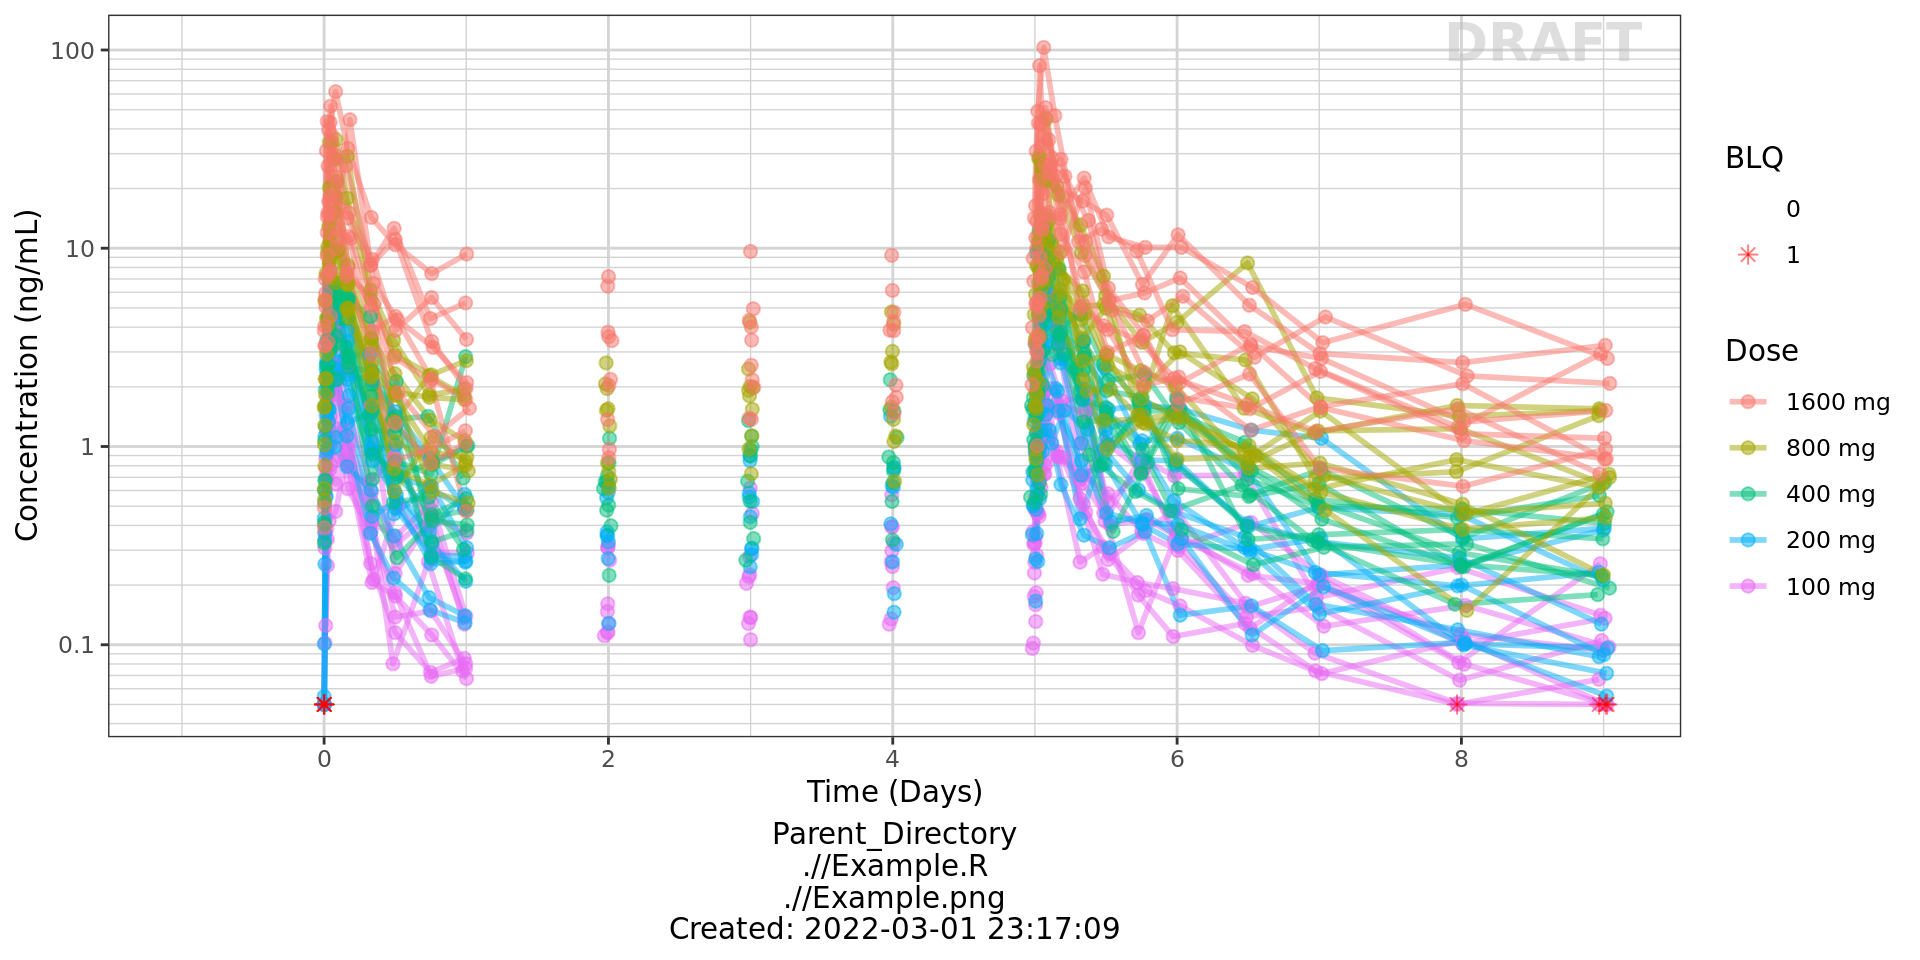 DRAFT
Concentration (ng/mL)
100
10
1
0.1
0
2
4
6
8
Time (Days)
Parent_Directory
.//Example.R
.//Example.png
Created: 2022-03-01 23:17:09
BLQ
0
1
Dose
1600 mg
800 mg
400 mg
200 mg
100 mg